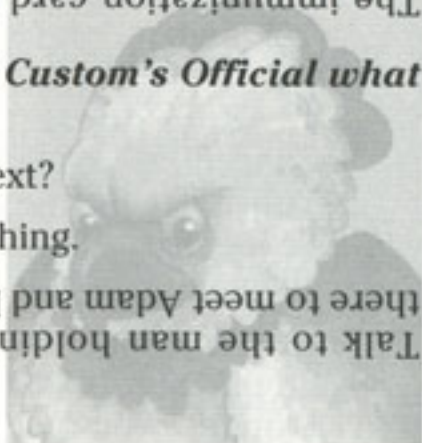 The immunization card
Custom's Official what
ext?
hing.
Talk to the man holdin
there to meet Adam and